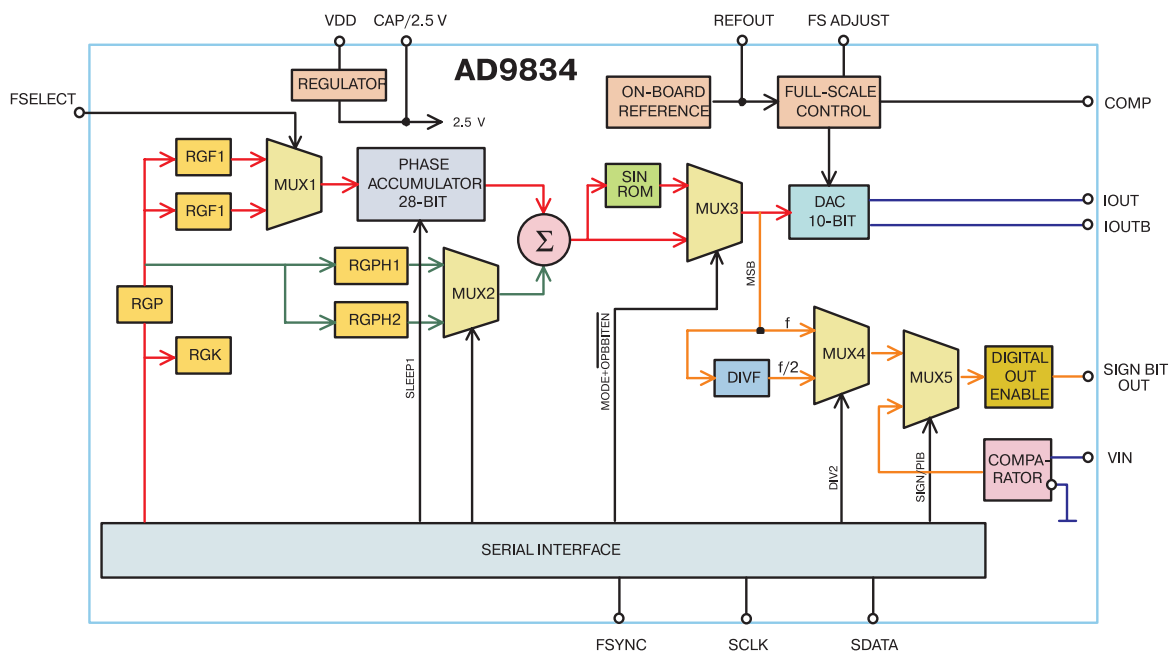 VDD
CAP/2.5 V
REFOUT
FS ADJUST
AD9834
REGULATOR
ON-BOARD
REFERENCE
FULL-SCALE
CONTROL
COMP
FSELECT
2.5 V
RGF1
MUX1
PHASE
ACCUMULATOR
28-BIT
SIN
ROM
MUX3
DAC
10-BIT
IOUT
IOUTB
RGF1
Σ
MSB
RGPH1
MUX2
RGP
RGPH2
f
MUX4
RGK
DIVF
f/2
MUX5
DIGITAL
OUT
ENABLE
SIGN BIT
OUT
SLEEP1
MODE+OPBBITEN
DIV2
SIGN/PIB
COMPA-
RATOR
VIN
SERIAL INTERFACE
FSYNC
SCLK
SDATA